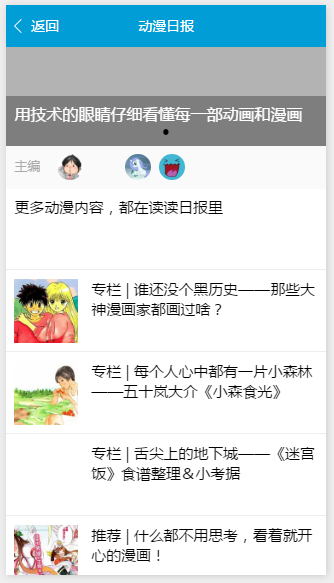 返回
动漫日报
用技术的眼睛仔细看懂每一部动画和漫画
主编
更多动漫内容，都在读读日报里
专栏 | 谁还没个黑历史——那些大
神漫画家都画过啥？
专栏 | 每个人心中都有一片小森林
——五十岚大介《小森食光》
专栏 | 舌尖上的地下城——《迷宫
饭》食谱整理＆小考据
推荐 | 什么都不用思考，看着就开
心的漫画！